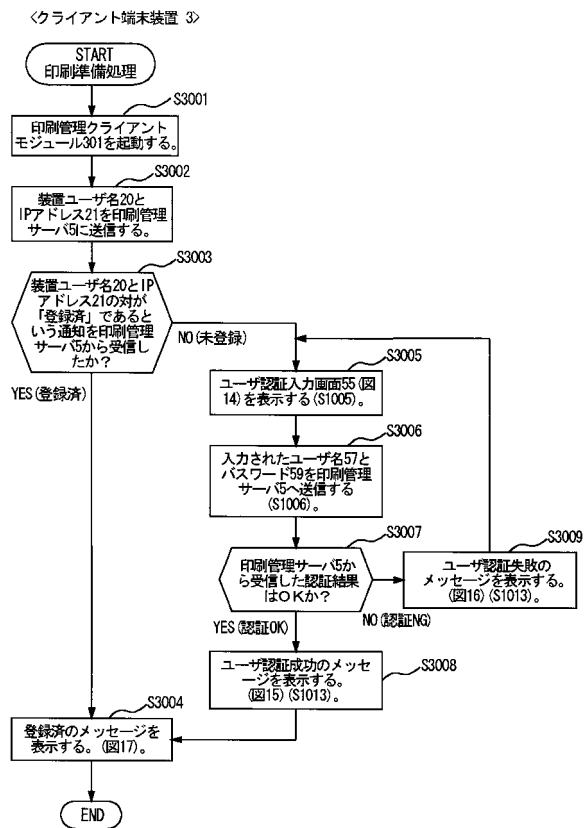 〈クライアント端末装置 3〉
START
印刷準備処理
S3001
印刷管理クライアント
モジュール301を起動する。
S3002
装置ユーザ名20と
IPアドレス21を印刷管理
サーバ5に送信する。
S3003
装置ユーザ名20とIP
アドレス21の対が
「登録済」であると
いう通知を印刷管理
サーバ5から受信し
たか？
NO(未登録)
YES(登録済)
S3005
ユーザ認証入力画面55(図
14)を表示する(S1005)。
S3006
入力されたユーザ名57と
パスワード59を印刷管理
サーバ5へ送信する
(S1006)。
S3007
印刷管理サーバ5か
ら受信した認証結果
はOKか？
NO(認証NG)
YES(認証OK)
S3009
ユーザ認証失敗の
メッセージを表示する。
(図16)(S1013)。
S3008
ユーザ認証成功のメッセ
ージを表示する。
(図15)(S1013)。
S3004
登録済のメッセージを
表示する。(図17)。
END